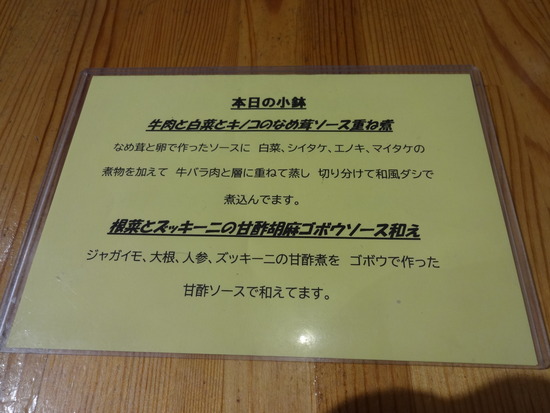 本日の小鉢
牛肉と白菜とキノコのなめ茸ソース重ね煮
なめ茸と卵で作ったソースに 白菜、シイタケ、エノキ、マイタケの
煮物を加えて 牛バラ肉と層に重ねて蒸し 切り分けて和風ダシで
煮込んでます。
根菜とズッキーニの甘酢胡麻ゴボウソース和え
ジャガイモ、大根、人参、ズッキーニの甘酢煮を ゴボウで作った
甘酢ソースで和えてます。